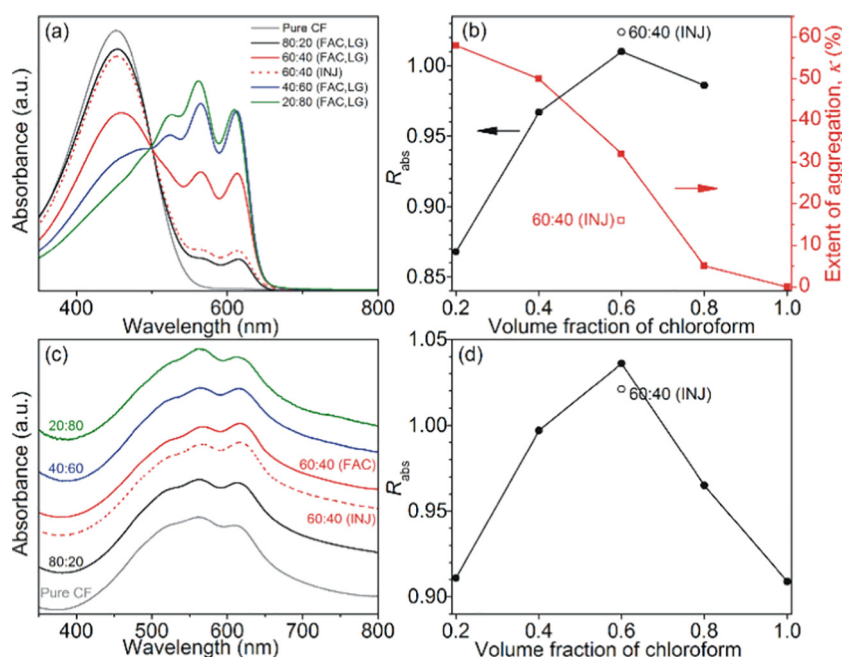 (a)
Pure CF
80:20 (FAC,LG)
60:40 (FAC,LG)
60:40 (INJ)
40:60 (FAC,LG)
20:80 (FAC,LG)
Absorbance (a.u.)
400 500 600 700 800
Wavelength (nm)
(b)
60:40 (INJ)
60:40 (INJ)
R abs
1.00
0.95
0.90
0.85
60
50
40
30
20
10
0
Extent of aggregation, κ (%)
0.2 0.4 0.6 0.8 1.0
Volume fraction of chloroform
(c)
20:80
40:60
60:40 (FAC)
60:40 (INJ)
80:20
Pure CF
Absorbance (a.u.)
400 500 600 700 800
Wavelength (nm)
(d)
60:40 (INJ)
R abs
1.05
1.00
0.95
0.90
0.2 0.4 0.6 0.8 1.0
Volume fraction of chloroform